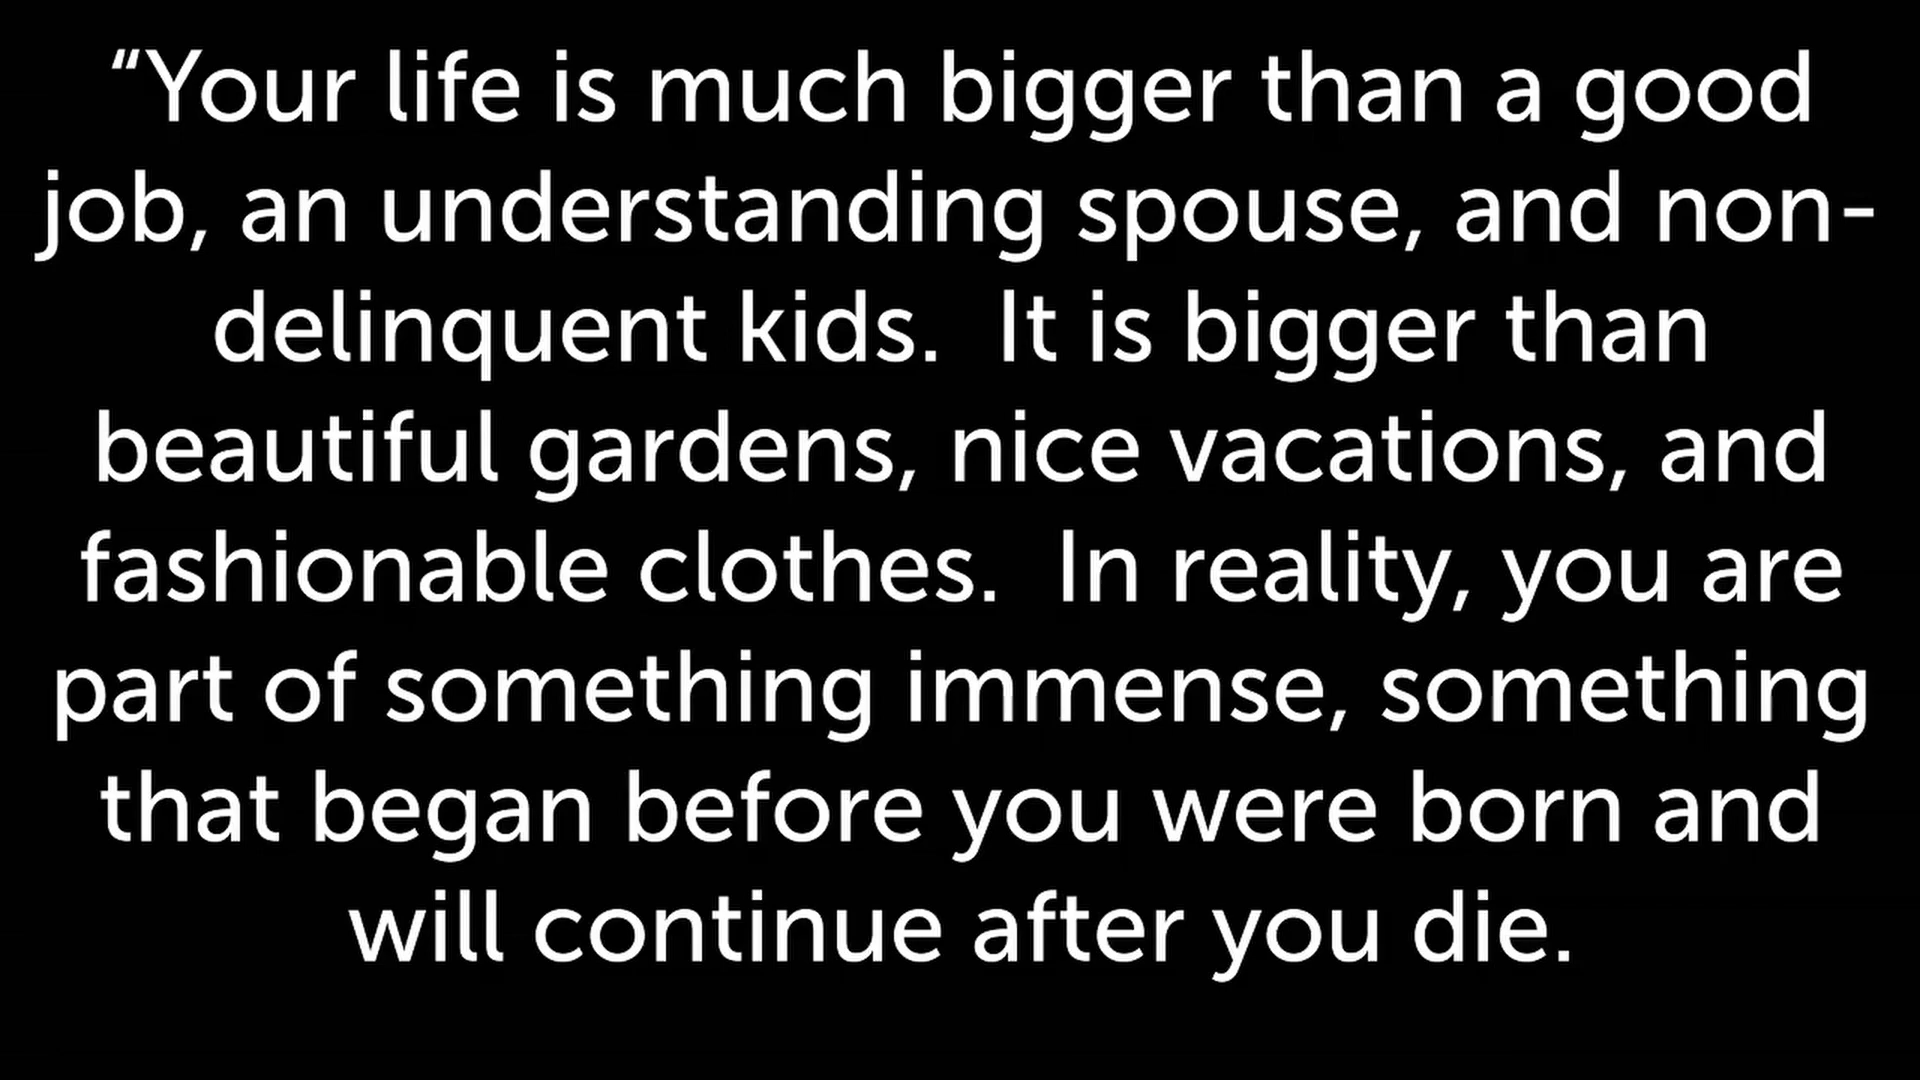 “Your life is much bigger than a good
job, an understanding spouse, and non-
delinquent kids.  It is bigger than
beautiful gardens, nice vacations, and
fashionable clothes.  In reality, you are
part of something immense, something
that began before you were born and
will continue after you die.